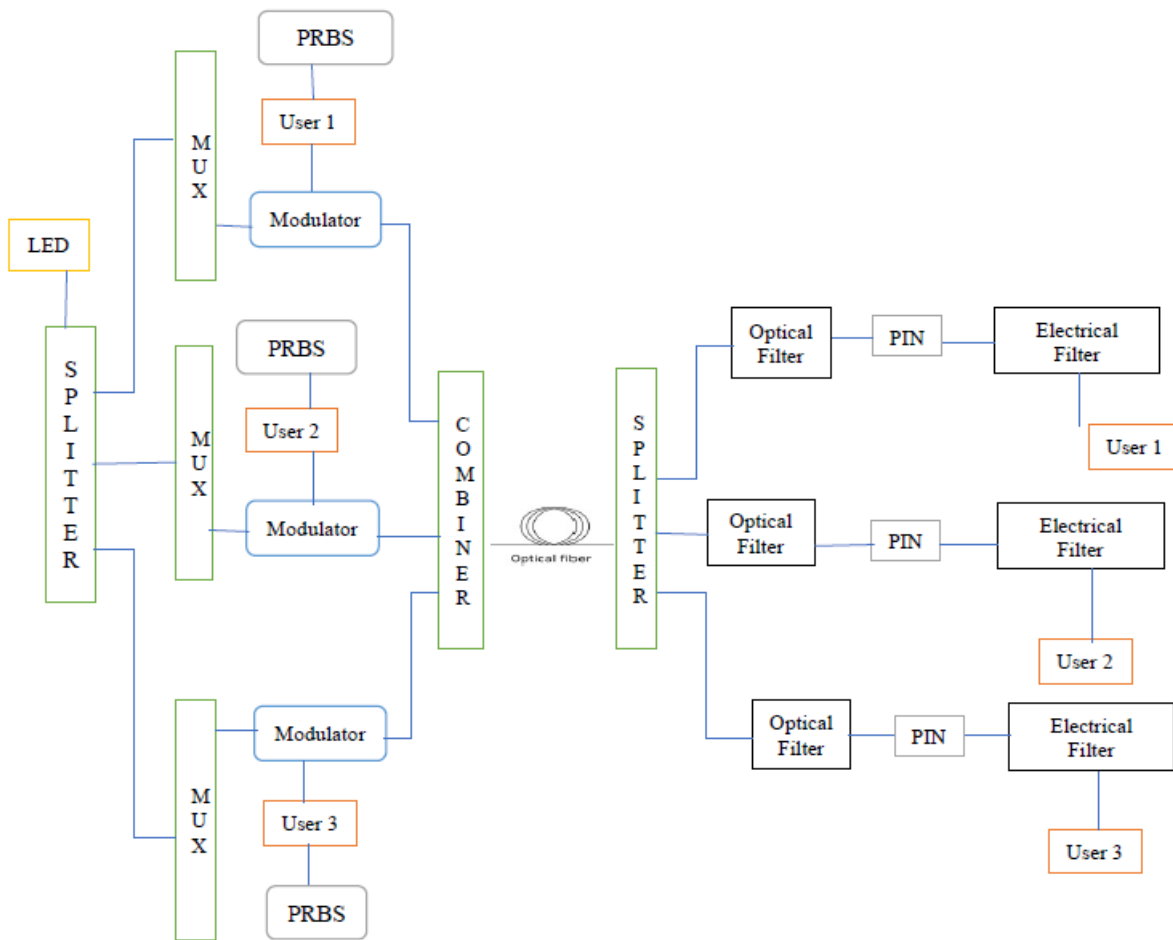 PRBS
User 1
MUX
Modulator
LED
SPLITTER
PRBS
User 2
MUX
Modulator
COMBINER
Optical fiber
SPLITTER
Optical
Filter
PIN
Electrical
Filter
User 1
Optical
Filter
PIN
Electrical
Filter
User 2
MUX
Modulator
User 3
PRBS
Optical
Filter
PIN
Electrical
Filter
User 3